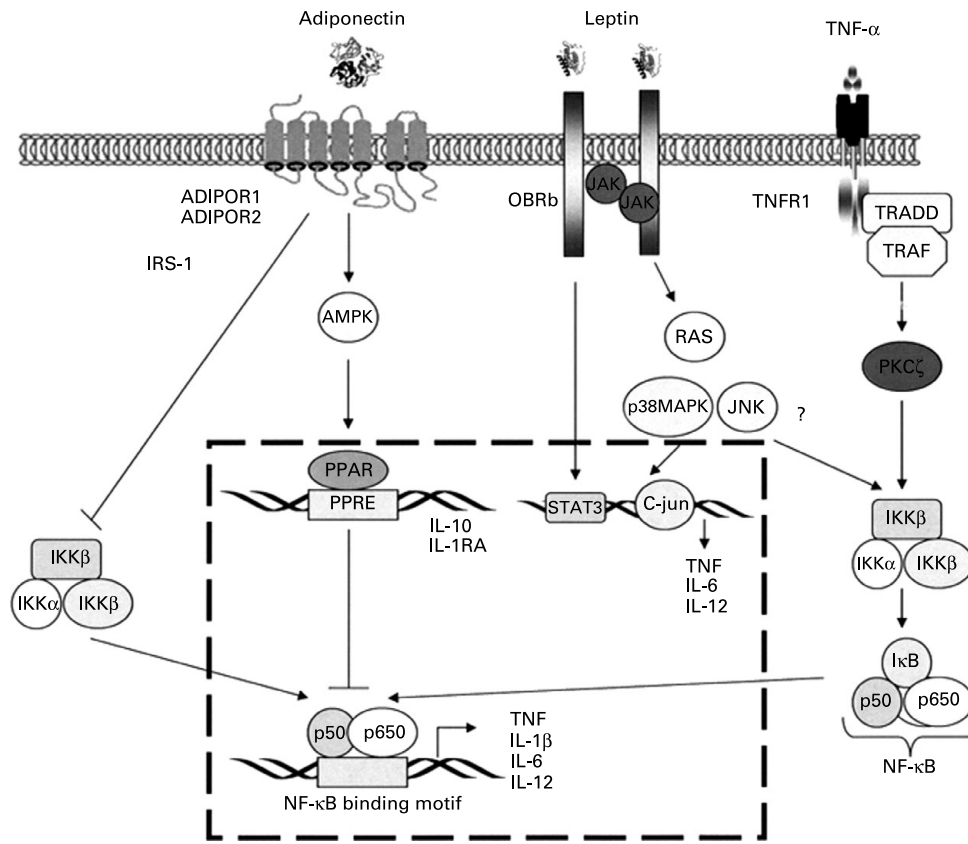 Adiponectin
Leptin
TNF-α
ADIPOR1
ADIPOR2
IRS-1
OBRb
JAK
JAK
TNFR1
TRADD
TRAF
AMPK
RAS
PKCζ
p38MAPK
JNK
?
PPAR
PPRE
IL-10
IL-1RA
STAT3
C-jun
TNF
IL-6
IL-12
IKKβ
IKKα
IKKβ
IKKβ
IKKα
IKKβ
IκB
p50
p650
NF-κB
p50
p650
TNF
IL-1β
IL-6
IL-12
NF-κB binding motif